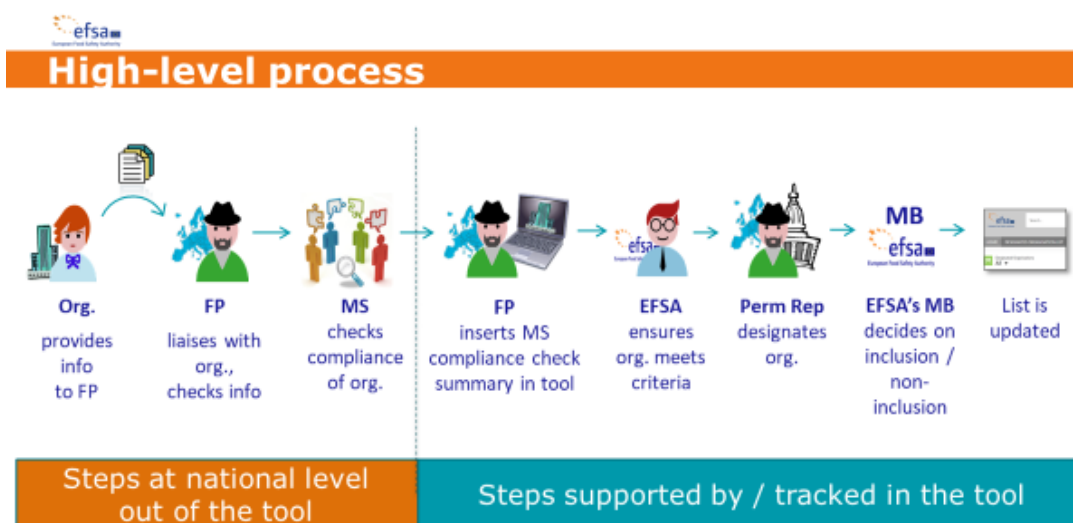 efsa
European Food Safety Authority
High-level process
Org.
provides
info
to FP
FP
liaises with
org.,
checks info
MS
checks
compliance
of org.
FP
inserts MS
compliance check
summary in tool
efsa
EFSA
ensures
org. meets
criteria
Perm Rep
designates
org.
MB
efsa
European Food Safety Authority
EFSA's MB
decides on
inclusion /
non-
inclusion
efsa
List is
updated
Steps at national level
out of the tool
Steps supported by / tracked in the tool